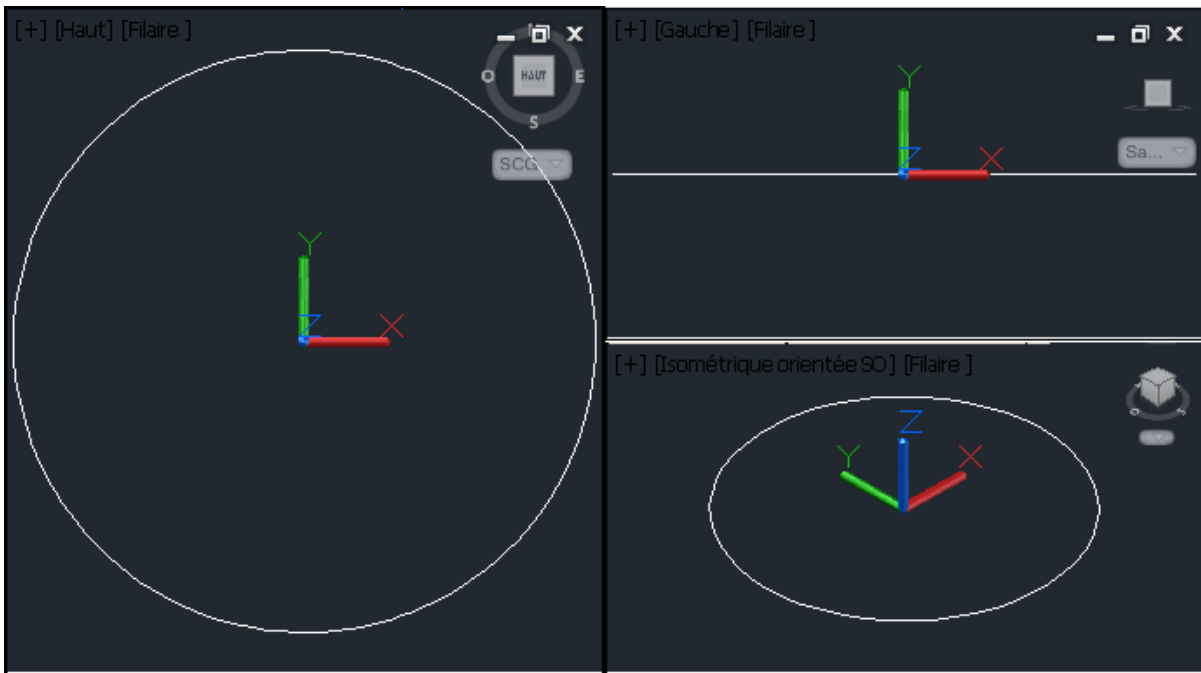 [+] [Haut] [Filaire ]
O HAUT E
S
SCG
Y
Z X
[+] [Gauche] [Filaire ]
Y
Z X
Sa...
[+] [Isométrique orientée SO] [Filaire ]
Z
Y X